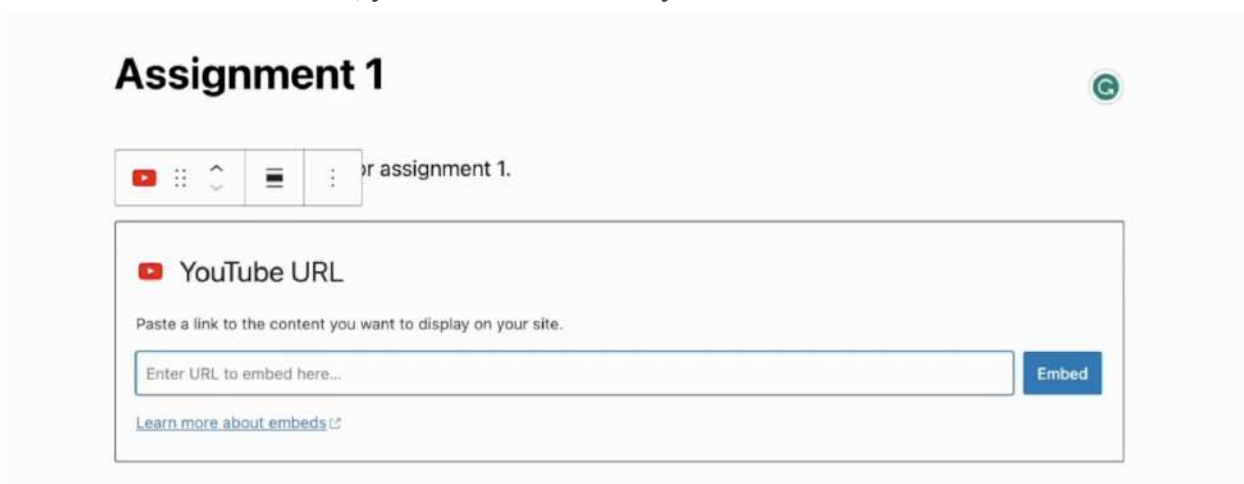 Assignment 1
or assignment 1.
YouTube URL
Paste a link to the content you want to display on your site.
Enter URL to embed here...
Embed
Learn more about embeds